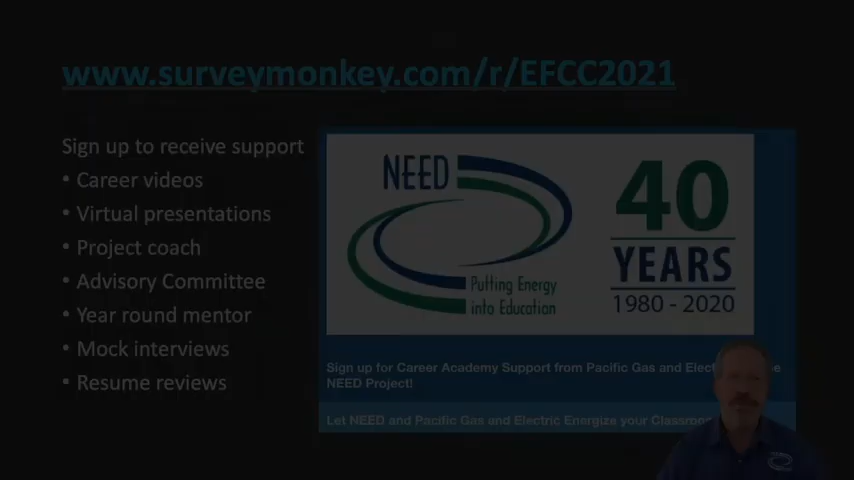 www.surveymonkey.com/r/EFCC2021
Sign up to receive support
• Career videos
• Virtual presentations
• Project coach
• Advisory Committee
• Year round mentor
• Mock interviews
• Resume reviews
NEED
Putting Energy
into Education
40
YEARS
1980 - 2020
Sign up for Career Academy Support from Pacific Gas and
NEED Project!
Let NEED and Pacific Gas and Electric Energize your